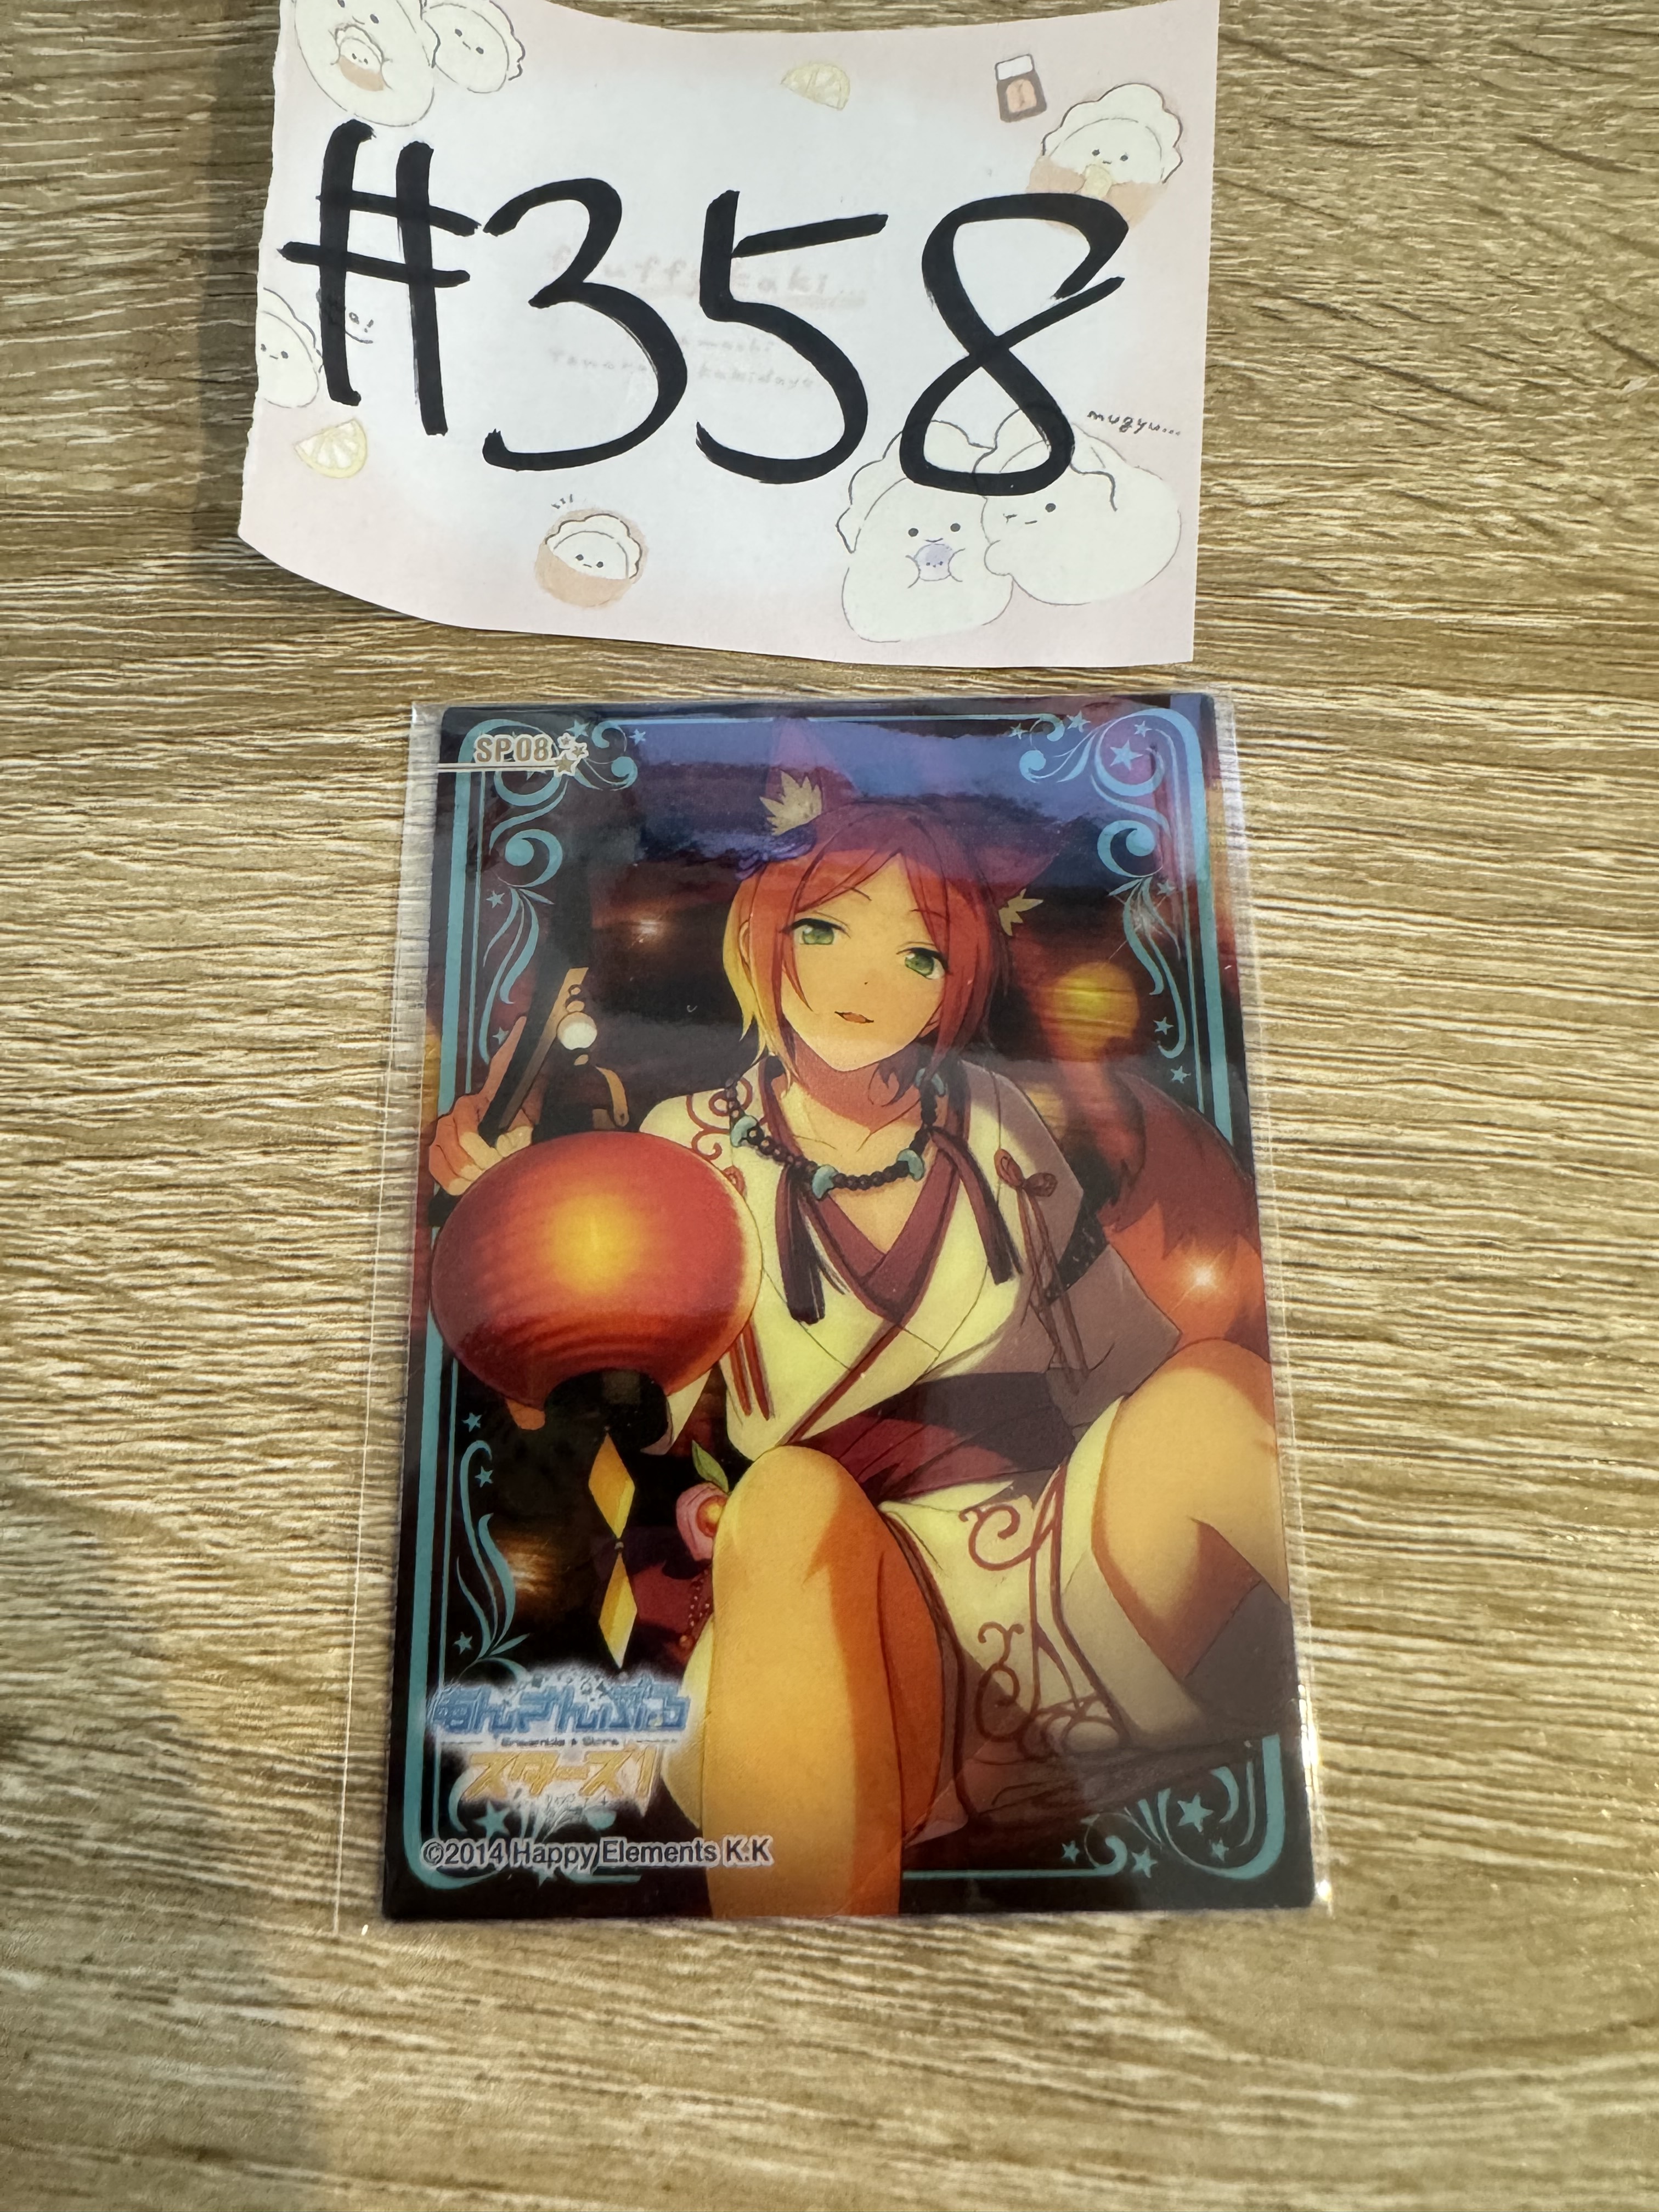 #358
mugyu...
SP08
あんさんぶる
Ensemble Stars
スターズ!
©2014 Happy Elements K.K